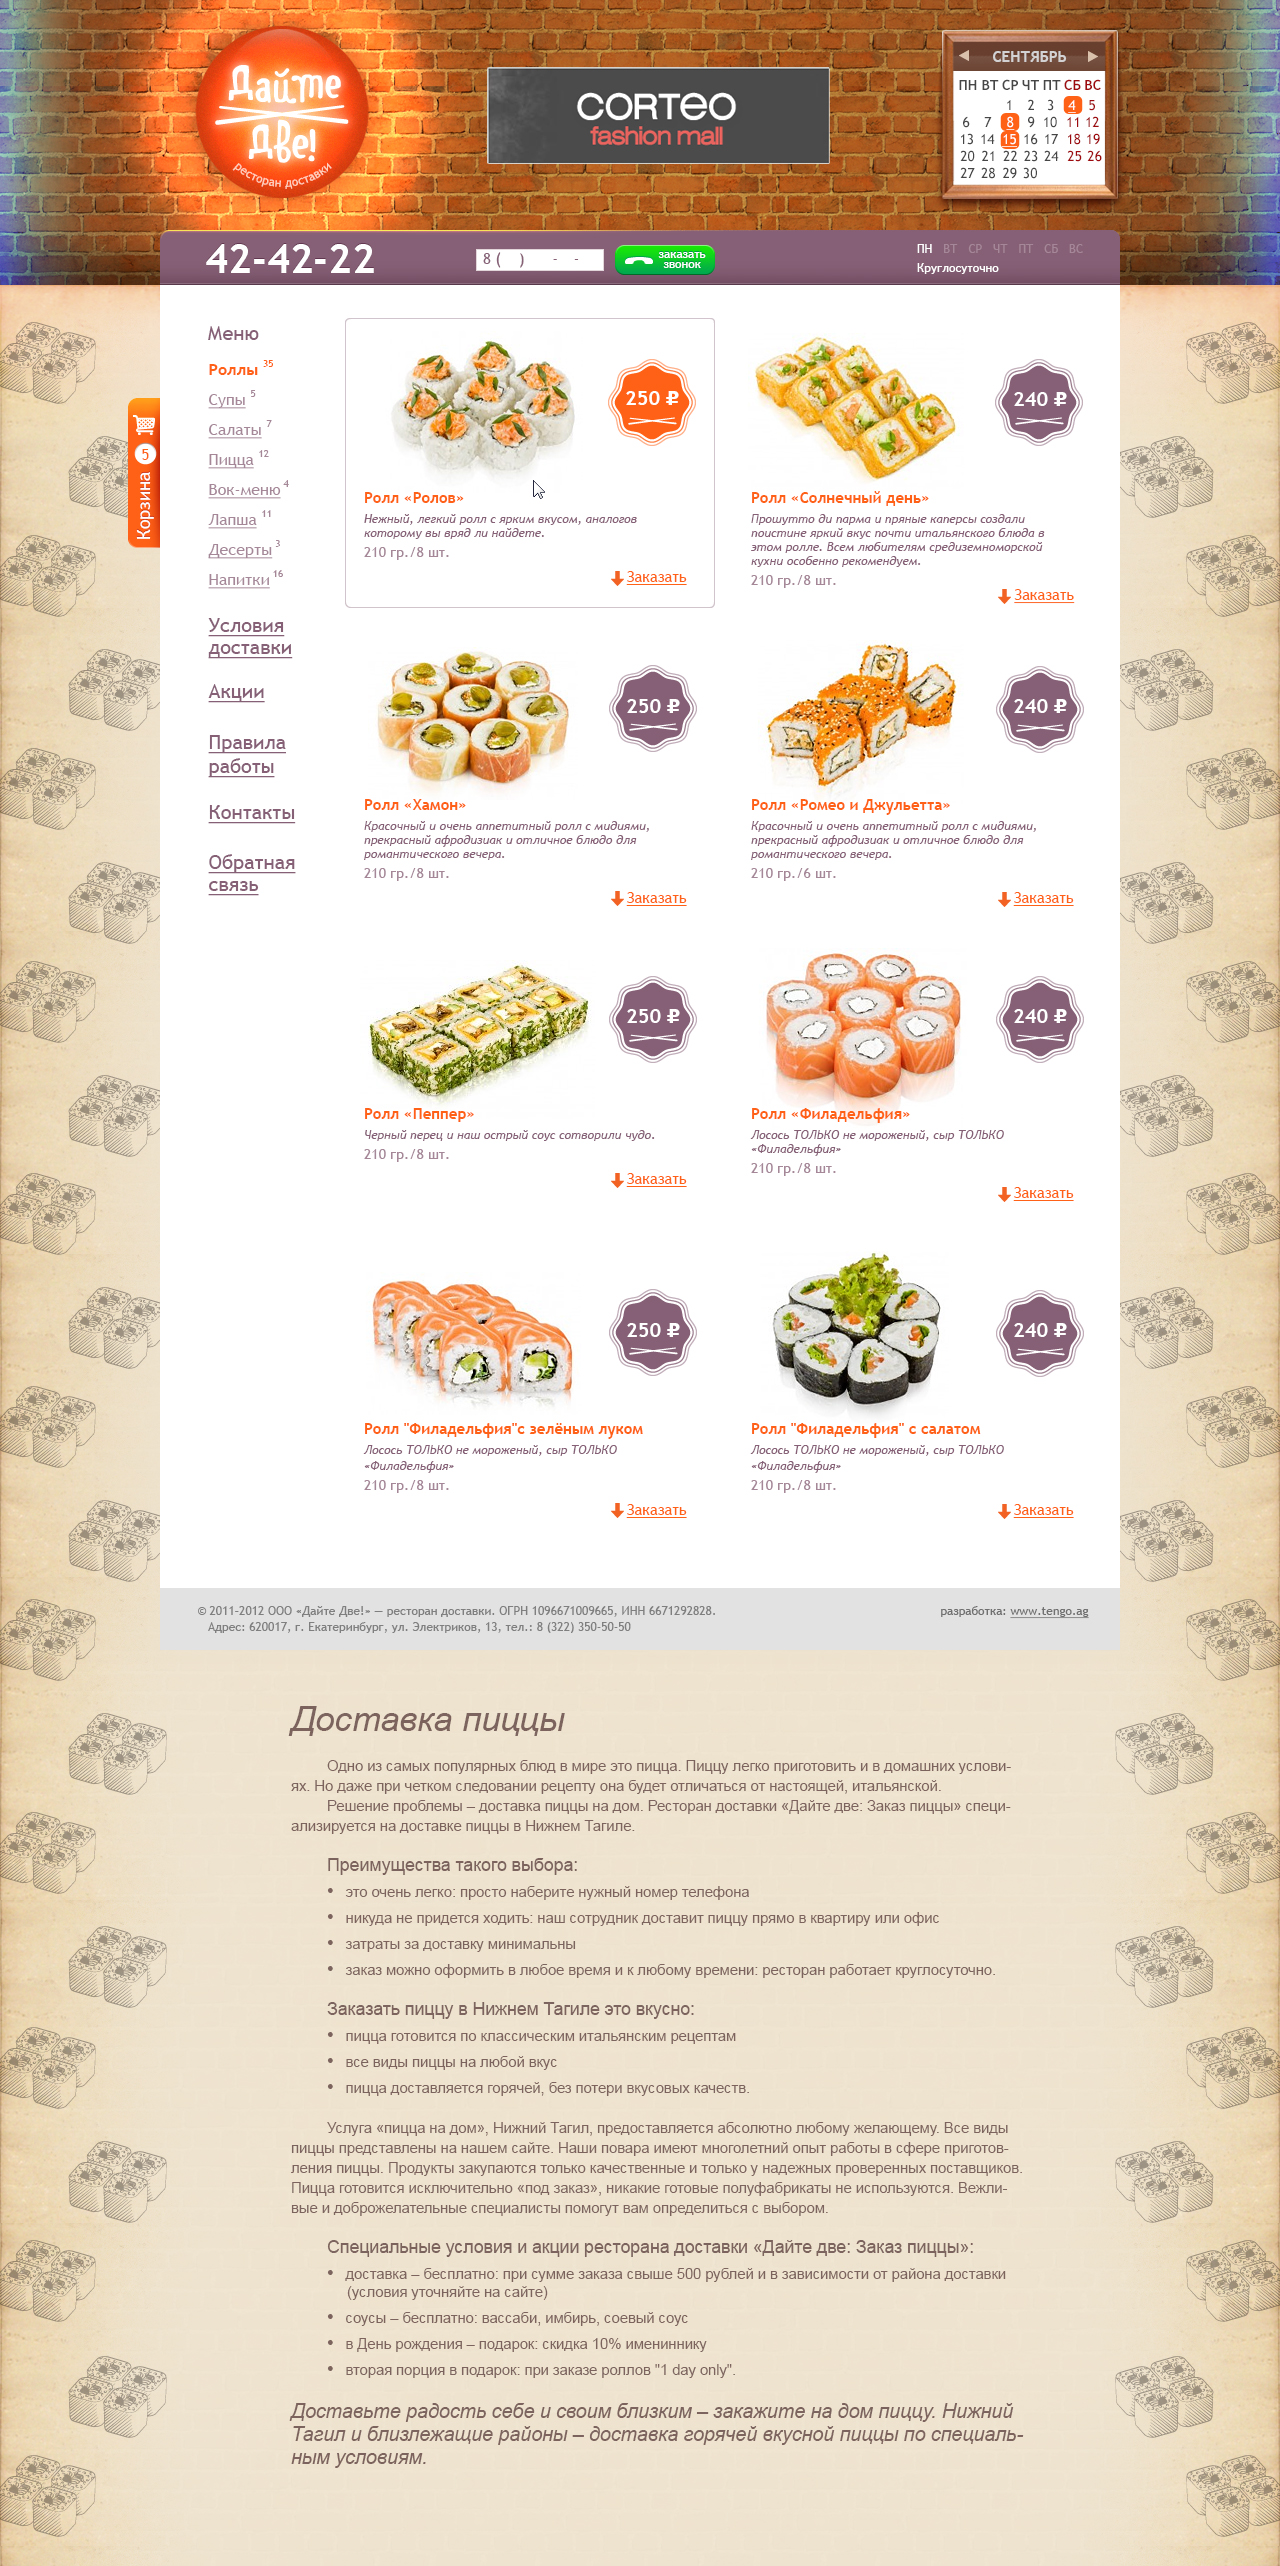 Дайте
Две!
ресторан доставки
CORTEO
fashion mall
СЕНТЯБРЬ
ПН ВТ СР ЧТ ПТ СБ ВС
1 2 3 4 5
6 7 8 9 10 11 12
13 14 15 16 17 18 19
20 21 22 23 24 25 26
27 28 29 30
42-42-22
8 ( ) - -
заказать
звонок
ПН ВТ СР ЧТ ПТ СБ ВС
Круглосуточно
Корзина 5
Меню
Роллы 35
Супы 5
Салаты 7
Пицца 12
Вок-меню 4
Лапша 11
Десерты 3
Напитки 16
Условия
доставки
Акции
Правила
работы
Контакты
Обратная
связь
250 ₽
Ролл «Ролов»
Нежный, легкий ролл с ярким вкусом, аналогов
которому вы вряд ли найдете.
210 гр./8 шт.
Заказать
240 ₽
Ролл «Солнечный день»
Прошутто ди парма и пряные каперсы создали
поистине яркий вкус почти итальянского блюда в
этом ролле. Всем любителям средиземноморской
кухни особенно рекомендуем.
210 гр./8 шт.
Заказать
250 ₽
Ролл «Хамон»
Красочный и очень аппетитный ролл с мидиями,
прекрасный афродизиак и отличное блюдо для
романтического вечера.
210 гр./8 шт.
Заказать
240 ₽
Ролл «Ромео и Джульетта»
Красочный и очень аппетитный ролл с мидиями,
прекрасный афродизиак и отличное блюдо для
романтического вечера.
210 гр./6 шт.
Заказать
250 ₽
Ролл «Пеппер»
Черный перец и наш острый соус сотворили чудо.
210 гр./8 шт.
Заказать
240 ₽
Ролл «Филадельфия»
Лосось ТОЛЬКО не мороженый, сыр ТОЛЬКО
«Филадельфия»
210 гр./8 шт.
Заказать
250 ₽
Ролл "Филадельфия"с зелёным луком
Лосось ТОЛЬКО не мороженый, сыр ТОЛЬКО
«Филадельфия»
210 гр./8 шт.
Заказать
240 ₽
Ролл "Филадельфия" с салатом
Лосось ТОЛЬКО не мороженый, сыр ТОЛЬКО
«Филадельфия»
210 гр./8 шт.
Заказать
© 2011-2012 ООО «Дайте Две!» — ресторан доставки. ОГРН 1096671009665, ИНН 6671292828.
Адрес: 620017, г. Екатеринбург, ул. Электриков, 13, тел.: 8 (322) 350-50-50
разработка: www.tengo.ag
Доставка пиццы
Одно из самых популярных блюд в мире это пицца. Пиццу легко приготовить и в домашних услови-
ях. Но даже при четком следовании рецепту она будет отличаться от настоящей, итальянской.
Решение проблемы – доставка пиццы на дом. Ресторан доставки «Дайте две: Заказ пиццы» специ-
ализируется на доставке пиццы в Нижнем Тагиле.
Преимущества такого выбора:
• это очень легко: просто наберите нужный номер телефона
• никуда не придется ходить: наш сотрудник доставит пиццу прямо в квартиру или офис
• затраты за доставку минимальны
• заказ можно оформить в любое время и к любому времени: ресторан работает круглосуточно.
Заказать пиццу в Нижнем Тагиле это вкусно:
• пицца готовится по классическим итальянским рецептам
• все виды пиццы на любой вкус
• пицца доставляется горячей, без потери вкусовых качеств.
Услуга «пицца на дом», Нижний Тагил, предоставляется абсолютно любому желающему. Все виды
пиццы представлены на нашем сайте. Наши повара имеют многолетний опыт работы в сфере приготов-
ления пиццы. Продукты закупаются только качественные и только у надежных проверенных поставщиков.
Пицца готовится исключительно «под заказ», никакие готовые полуфабрикаты не используются. Вежли-
вые и доброжелательные специалисты помогут вам определиться с выбором.
Специальные условия и акции ресторана доставки «Дайте две: Заказ пиццы»:
• доставка – бесплатно: при сумме заказа свыше 500 рублей и в зависимости от района доставки
(условия уточняйте на сайте)
• соусы – бесплатно: вассаби, имбирь, соевый соус
• в День рождения – подарок: скидка 10% имениннику
• вторая порция в подарок: при заказе роллов "1 day only".
Доставьте радость себе и своим близким – закажите на дом пиццу. Нижний
Тагил и близлежащие районы – доставка горячей вкусной пиццы по специаль-
ным условиям.